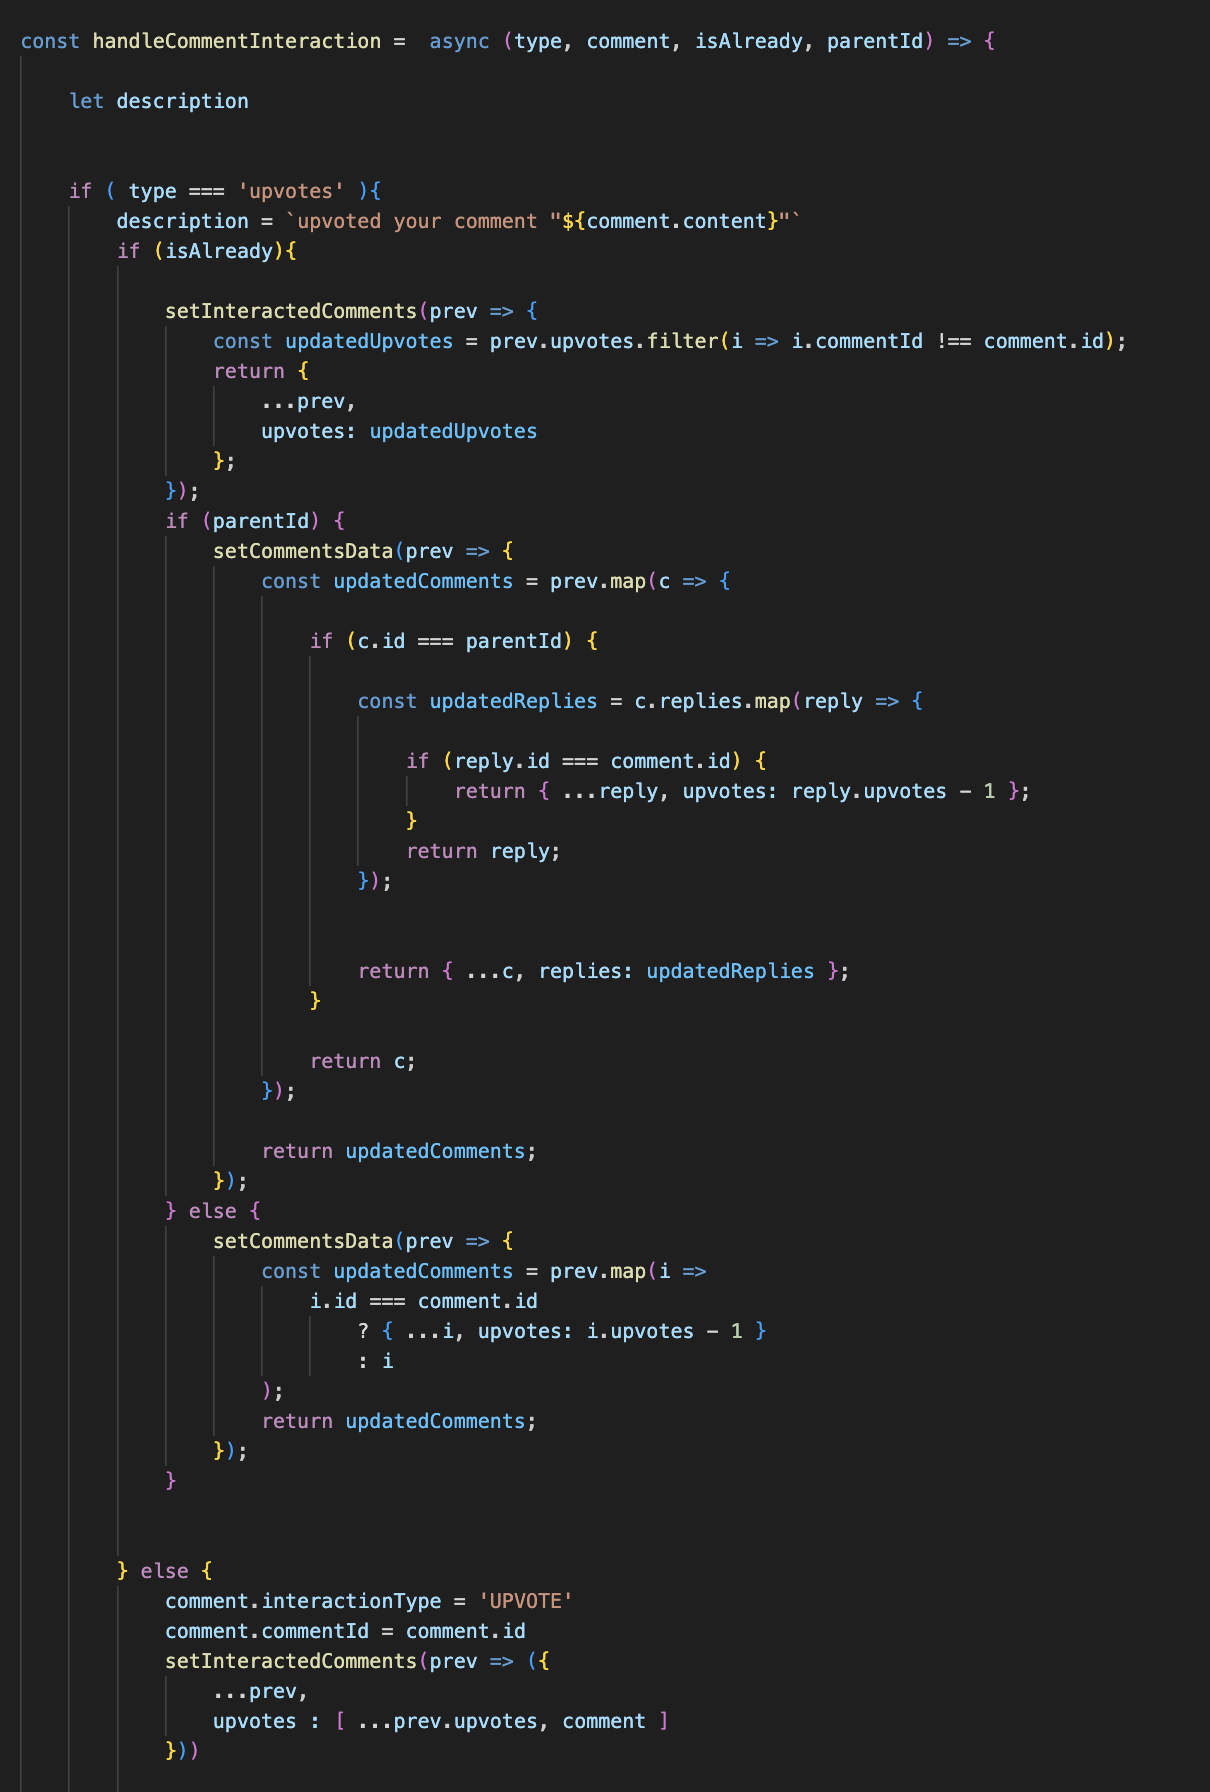 const handleCommentInteraction =  async (type, comment, isAlready, parentId) => {
let description
if ( type === 'upvotes' ){
description = `upvoted your comment "${comment.content}"`
if (isAlready){
setInteractedComments(prev => {
const updatedUpvotes = prev.upvotes.filter(i => i.commentId !== comment.id);
return {
...prev,
upvotes: updatedUpvotes
};
});
if (parentId) {
setCommentsData(prev => {
const updatedComments = prev.map(c => {
if (c.id === parentId) {
const updatedReplies = c.replies.map(reply => {
if (reply.id === comment.id) {
return { ...reply, upvotes: reply.upvotes - 1 };
}
return reply;
});
return { ...c, replies: updatedReplies };
}
return c;
});
return updatedComments;
});
} else {
setCommentsData(prev => {
const updatedComments = prev.map(i =>
i.id === comment.id
? { ...i, upvotes: i.upvotes - 1 }
: i
);
return updatedComments;
});
}
} else {
comment.interactionType = 'UPVOTE'
comment.commentId = comment.id
setInteractedComments(prev => ({
...prev,
upvotes : [ ...prev.upvotes, comment ]
}))